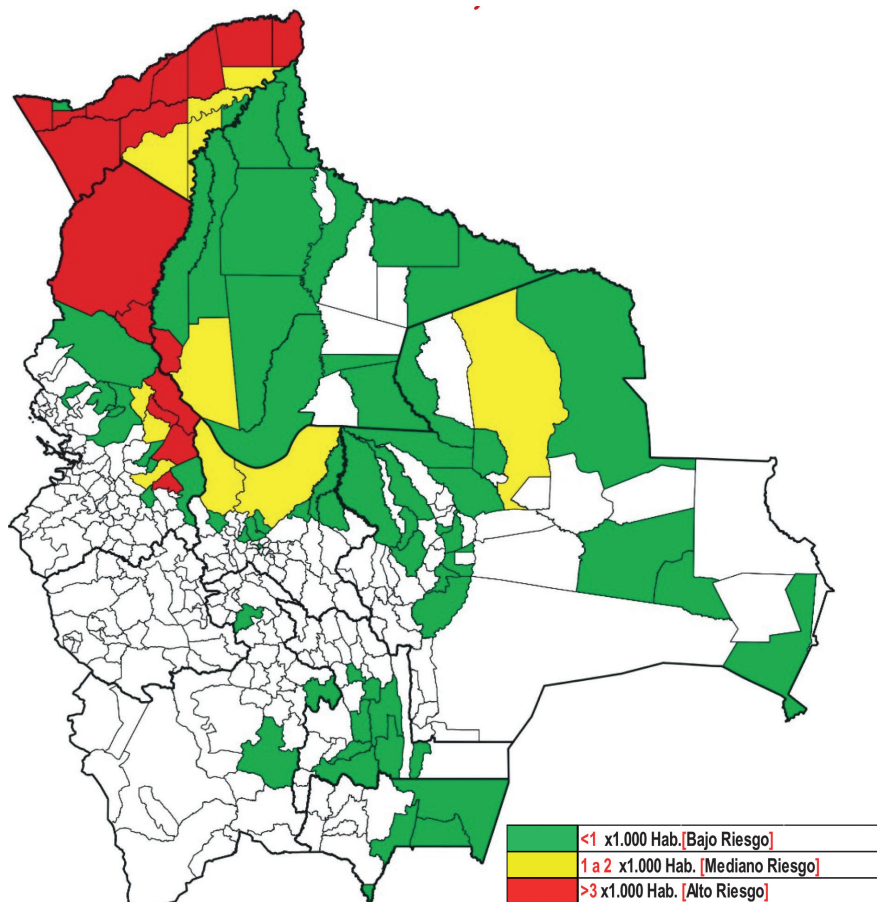 <1 x1.000 Hab.[Bajo Riesgo]
1 a 2 x1.000 Hab. [Mediano Riesgo]
>3 x1.000 Hab. [Alto Riesgo]